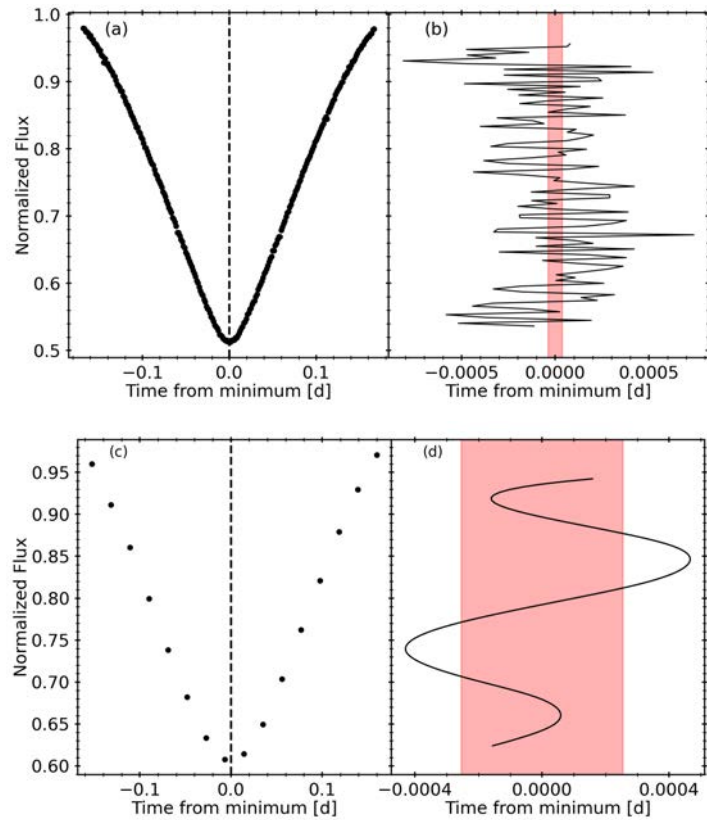 (a)
(b)
1.0
0.9
0.8
0.7
0.6
0.5
Normalized Flux
−0.1 0.0 0.1
Time from minimum [d]
−0.0005 0.0000 0.0005
Time from minimum [d]
(c)
(d)
0.95
0.90
0.85
0.80
0.75
0.70
0.65
0.60
Normalized Flux
−0.1 0.0 0.1
Time from minimum [d]
−0.0004 0.0000 0.0004
Time from minimum [d]